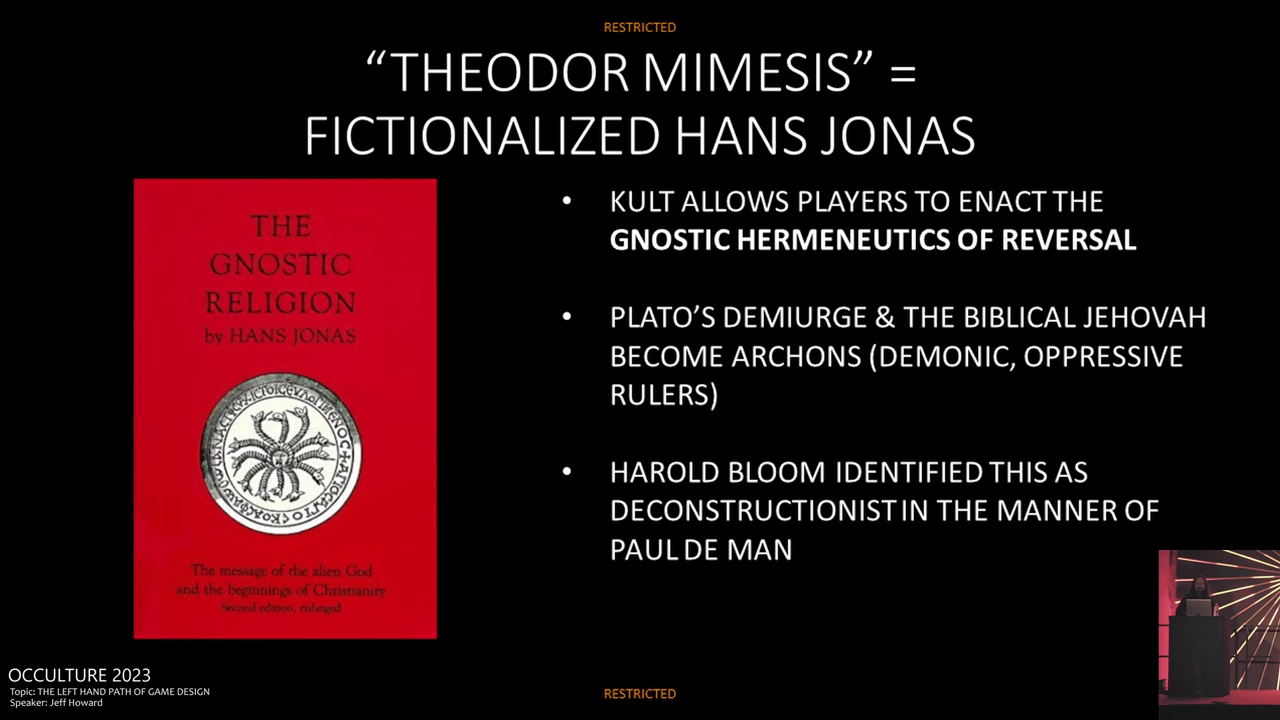 RESTRICTED
“THEODOR MIMESIS” =
FICTIONALIZED HANS JONAS
THE
GNOSTIC
RELIGION
by HANS JONAS
The message of the alien God
and the beginnings of Christianity
Second edition, enlarged
• KULT ALLOWS PLAYERS TO ENACT THE
GNOSTIC HERMENEUTICS OF REVERSAL
• PLATO’S DEMIURGE & THE BIBLICAL JEHOVAH
BECOME ARCHONS (DEMONIC, OPPRESSIVE
RULERS)
• HAROLD BLOOM IDENTIFIED THIS AS
DECONSTRUCTIONIST IN THE MANNER OF
PAUL DE MAN
OCCULTURE 2023
Topic: THE LEFT HAND PATH OF GAME DESIGN
Speaker: Jeff Howard
RESTRICTED